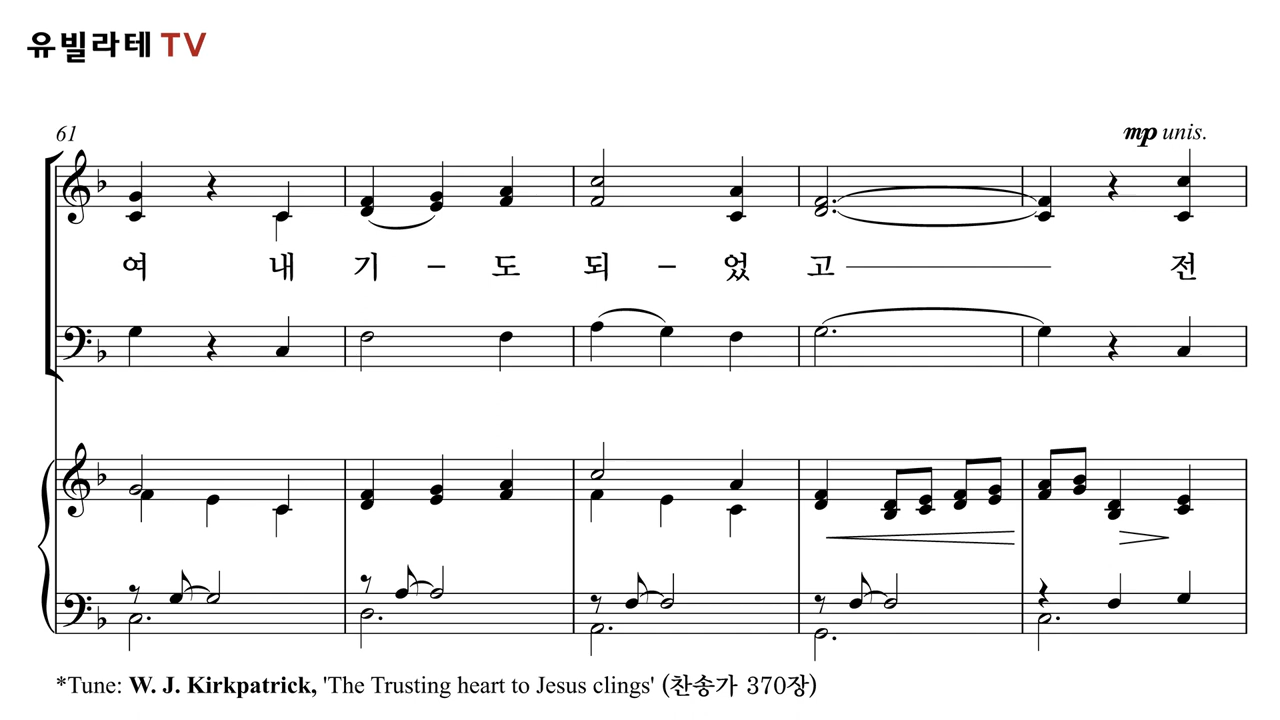 유빌라테 TV
61
mp unis.
여 내 기 – 도 되 – 었 고 전
*Tune: W. J. Kirkpatrick, 'The Trusting heart to Jesus clings' (찬송가 370장)